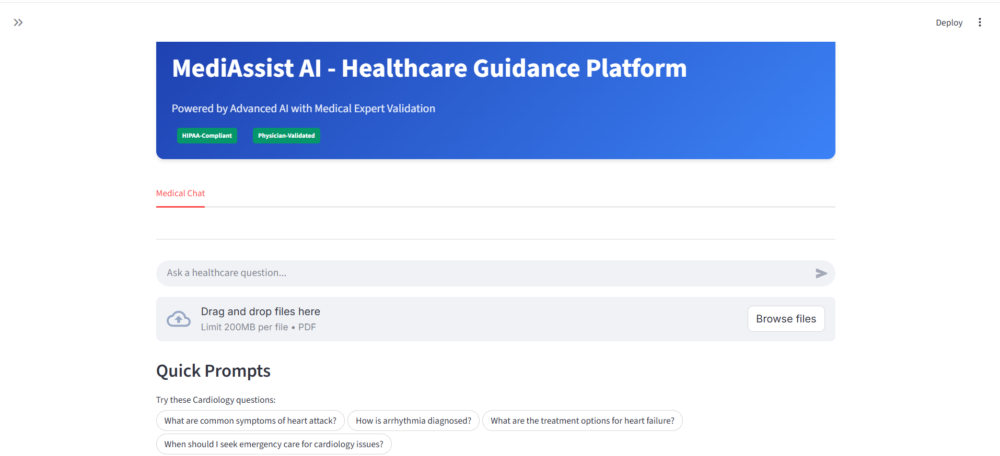 Deploy
MediAssist AI - Healthcare Guidance Platform
Powered by Advanced AI with Medical Expert Validation
HIPAA-Compliant Physician-Validated
Medical Chat
Ask a healthcare question...
Drag and drop files here
Limit 200MB per file • PDF
Browse files
Quick Prompts
Try these Cardiology questions:
What are common symptoms of heart attack? How is arrhythmia diagnosed? What are the treatment options for heart failure?
When should I seek emergency care for cardiology issues?